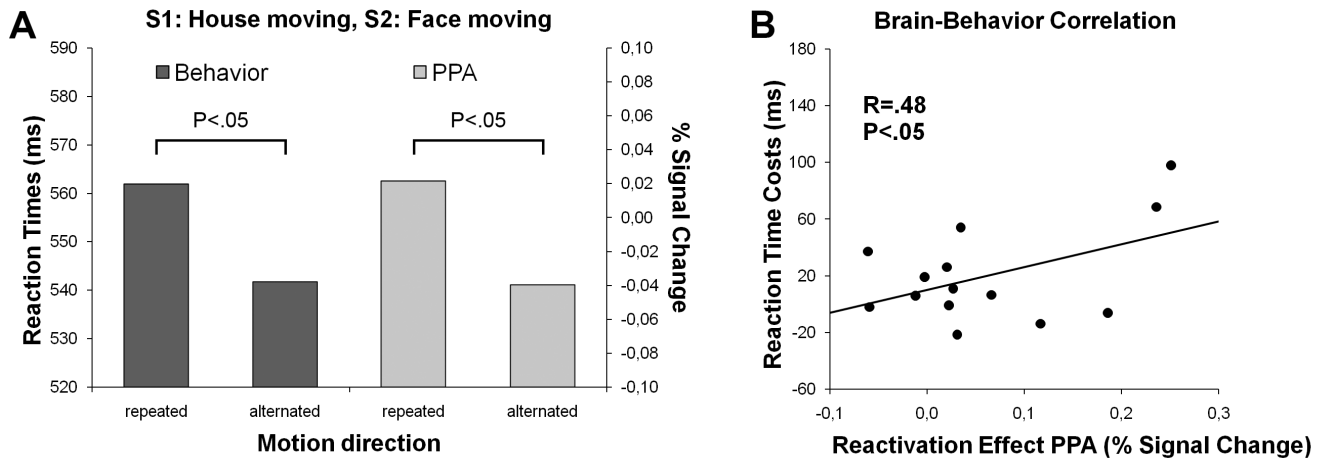 A
S1: House moving, S2: Face moving
Reaction Times (ms)
590
580
570
560
550
540
530
520
Behavior
PPA
P<.05
P<.05
0,10
0,08
0,06
0,04
0,02
0,00
-0,02
-0,04
-0,06
-0,08
-0,10
% Signal Change
repeated
alternated
repeated
alternated
Motion direction
B
Brain-Behavior Correlation
Reaction Time Costs (ms)
180
140
100
60
20
-20
-60
R=.48
P<.05
-0,1
0,0
0,1
0,2
0,3
Reactivation Effect PPA (% Signal Change)